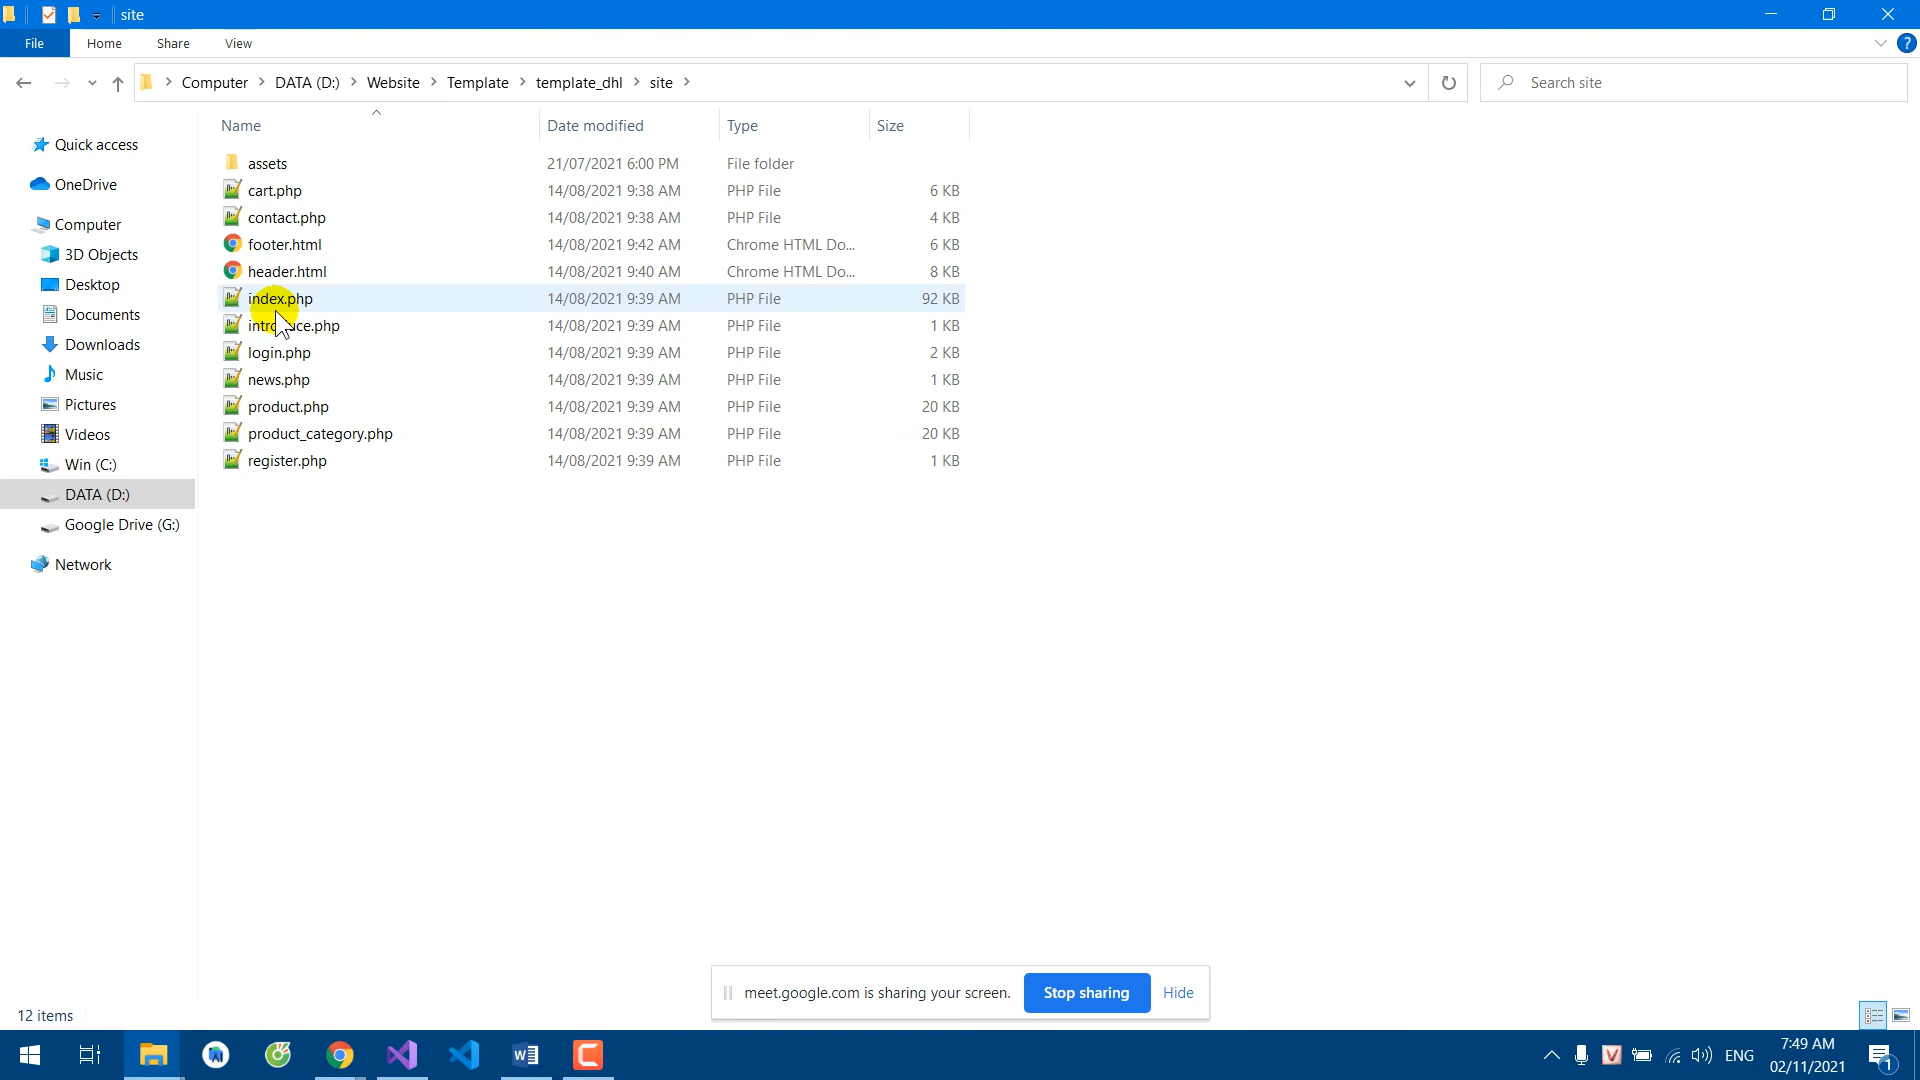 site
File Home Share View
Computer DATA (D:) Website Template template_dhl site
Search site
Name Date modified Type Size
Quick access
OneDrive
Computer
3D Objects
Desktop
Documents
Downloads
Music
Pictures
Videos
Win (C:)
DATA (D:)
Google Drive (G:)
Network
assets 21/07/2021 6:00 PM File folder
cart.php 14/08/2021 9:38 AM PHP File 6 KB
contact.php 14/08/2021 9:38 AM PHP File 4 KB
footer.html 14/08/2021 9:42 AM Chrome HTML Do... 6 KB
header.html 14/08/2021 9:40 AM Chrome HTML Do... 8 KB
index.php 14/08/2021 9:39 AM PHP File 92 KB
introduce.php 14/08/2021 9:39 AM PHP File 1 KB
login.php 14/08/2021 9:39 AM PHP File 2 KB
news.php 14/08/2021 9:39 AM PHP File 1 KB
product.php 14/08/2021 9:39 AM PHP File 20 KB
product_category.php 14/08/2021 9:39 AM PHP File 20 KB
register.php 14/08/2021 9:39 AM PHP File 1 KB
meet.google.com is sharing your screen. Stop sharing Hide
12 items
ENG
7:49 AM
02/11/2021
1